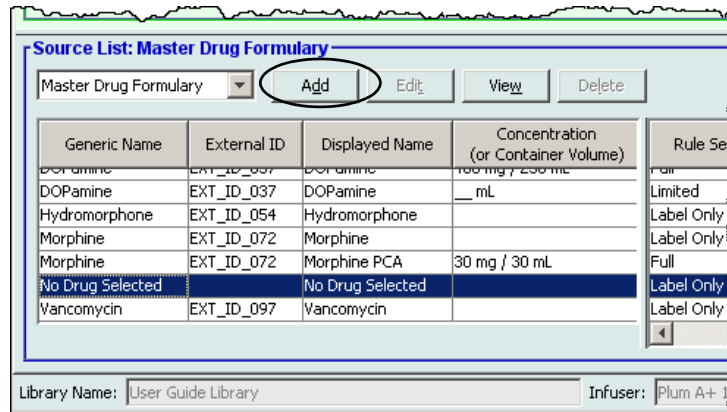 Source List: Master Drug Formulary
Master Drug Formulary Add Edit View Delete
Generic Name External ID Displayed Name Concentration (or Container Volume) Rule Se
DOPamine EXT_ID_037 DOPamine __ mL Limited
Hydromorphone EXT_ID_054 Hydromorphone Label Only
Morphine EXT_ID_072 Morphine Label Only
Morphine EXT_ID_072 Morphine PCA 30 mg / 30 mL Full
No Drug Selected No Drug Selected Label Only
Vancomycin EXT_ID_097 Vancomycin Label Only
Library Name: User Guide Library Infuser: Plum A+